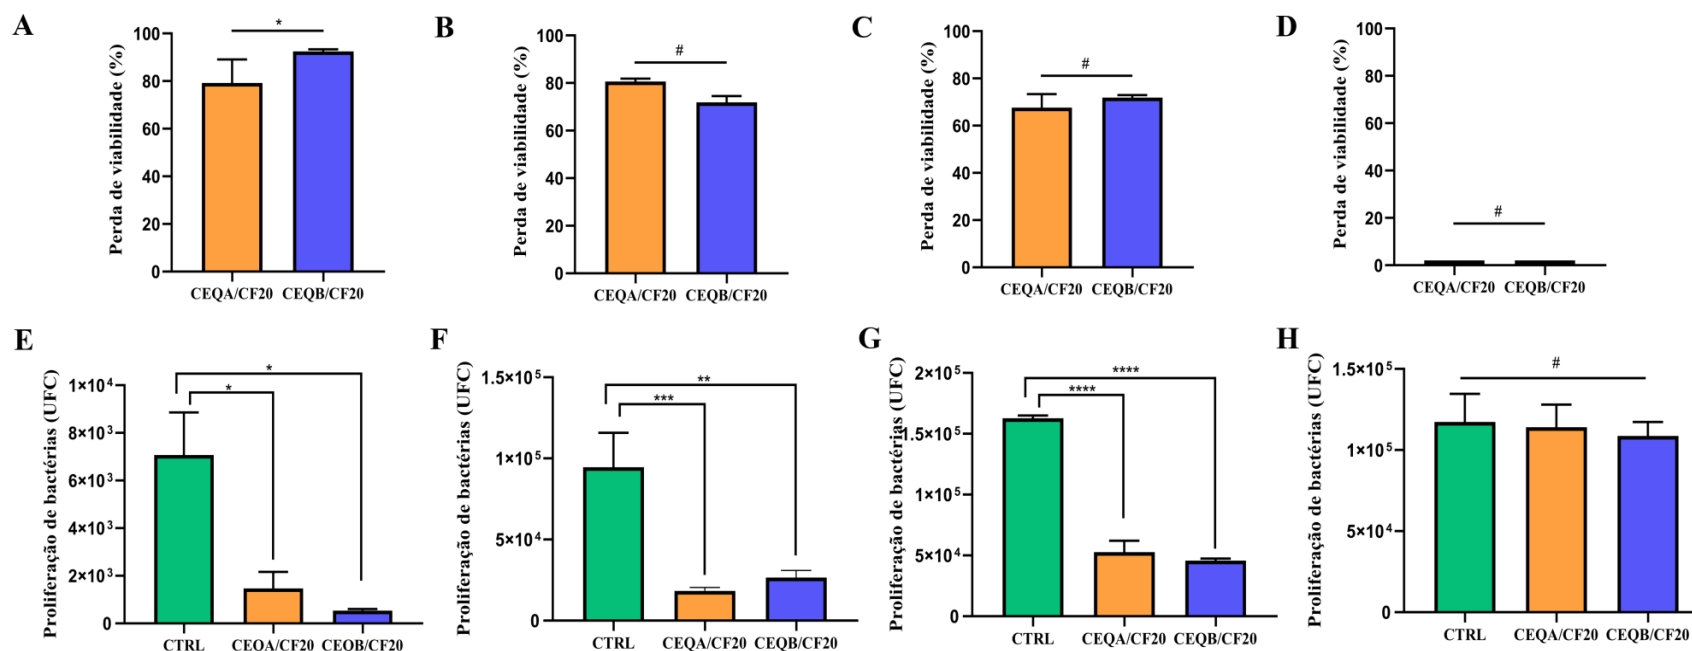 A
Perda de viabilidade (%)
100
80
60
40
20
0
*
CEQA/CF20 CEQB/CF20
B
Perda de viabilidade (%)
100
80
60
40
20
0
#
CEQA/CF20 CEQB/CF20
C
Perda de viabilidade (%)
100
80
60
40
20
0
#
CEQA/CF20 CEQB/CF20
D
Perda de viabilidade (%)
100
80
60
40
20
0
#
CEQA/CF20 CEQB/CF20
E
Proliferação de bactérias (UFC)
1×10⁴
8×10³
6×10³
4×10³
2×10³
0
*
*
CTRL CEOA/CF20 CEOB/CF20
F
Proliferação de bactérias (UFC)
1.5×10⁵
1×10⁵
5×10⁴
0
**
***
CTRL CEQA/CF20 CEQB/CF20
G
Proliferação de bactérias (UFC)
2×10⁵
1.5×10⁵
1×10⁵
5×10⁴
0
****
****
CTRL CEQA/CF20 CEQB/CF20
H
Proliferação de bactérias (UFC)
1.5×10⁵
1×10⁵
5×10⁴
0
#
CTRL CEQA/CF20 CEQB/CF20